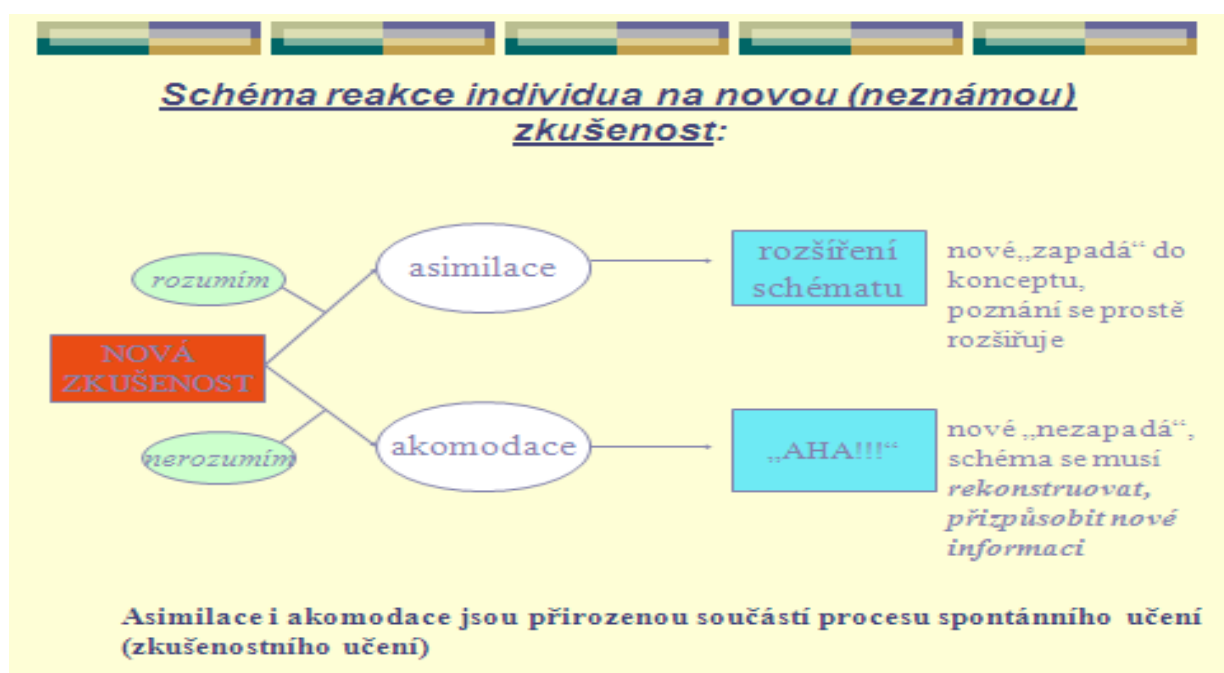 Schéma reakce individua na novou (neznámou)
zkušenost:
rozumím
asimilace
rozšíření
schématu
nové„zapadá“ do
konceptu,
poznání se prostě
rozšiřuje
NOVÁ
ZKUŠENOST
nerozumím
akomodace
„AHA!!!“
nové „nezapadá“,
schéma se musí
rekonstruovat,
přizpůsobit nové
informaci
Asimilace i akomodace jsou přirozenou součástí procesu spontánního učení
(zkušenostního učení)